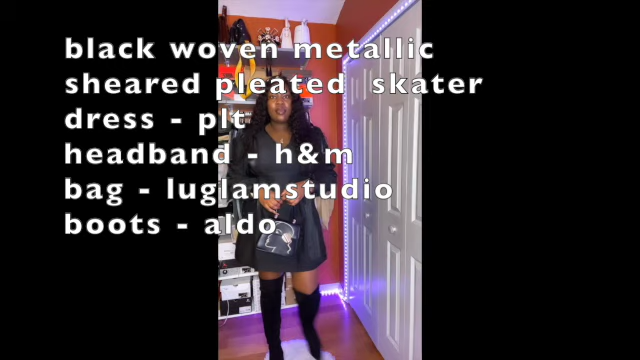 black woven metallic
sheared pleated skater
dress - plt
headband - h&m
bag - luglamstudio
boots - aldo